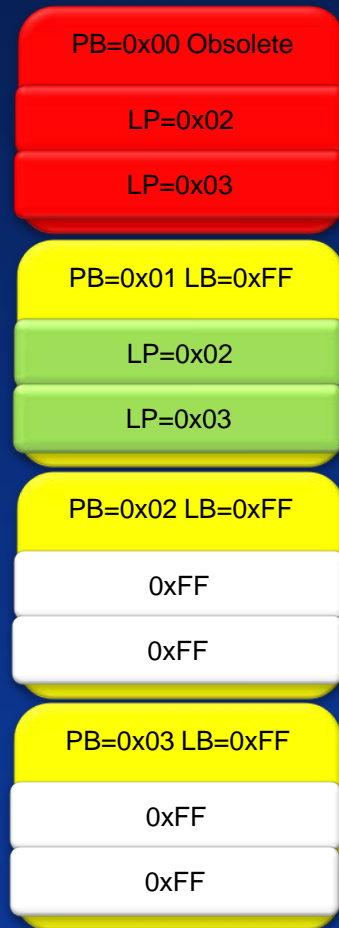 PB=0x00 Obsolete
LP=0x02
LP=0x03
PB=0x01 LB=0xFF
LP=0x02
LP=0x03
PB=0x02 LB=0xFF
0xFF
0xFF
PB=0x03 LB=0xFF
0xFF
0xFF